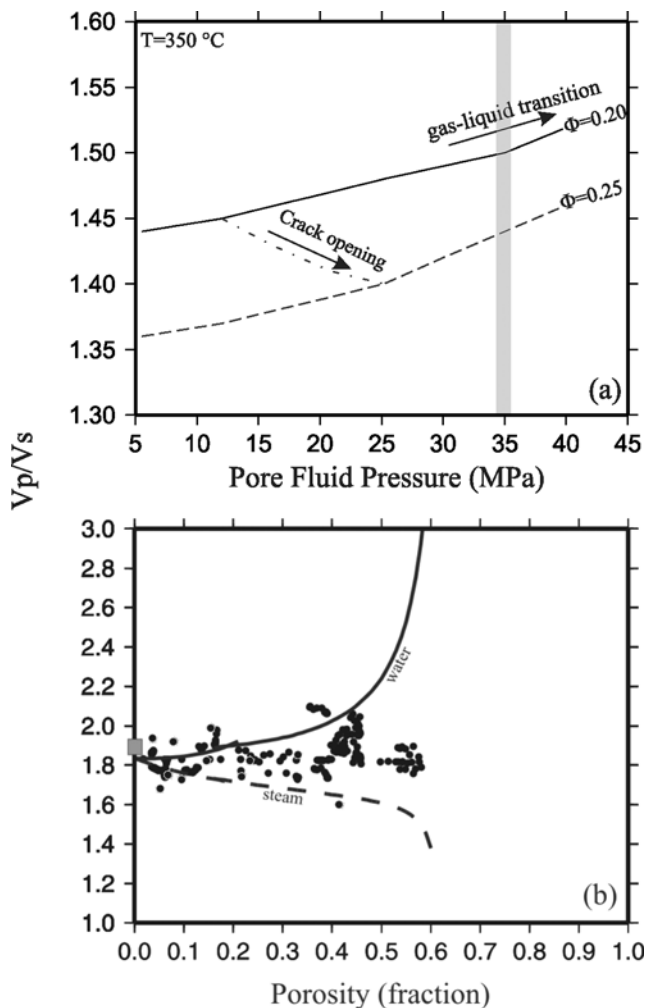 1.60
T=350 °C
1.55
gas-liquid transition
Φ=0.20
1.50
Φ=0.25
1.45
Crack opening
1.40
1.35
(a)
1.30
5 15 25 35 45
Pore Fluid Pressure (MPa)
Vp/Vs
3.0
2.8
2.6
2.4
water
2.2
2.0
1.8
steam
1.6
1.4
1.2
(b)
1.0
0.0 0.1 0.2 0.3 0.4 0.5 0.6 0.7 0.8 0.9 1.0
Porosity (fraction)